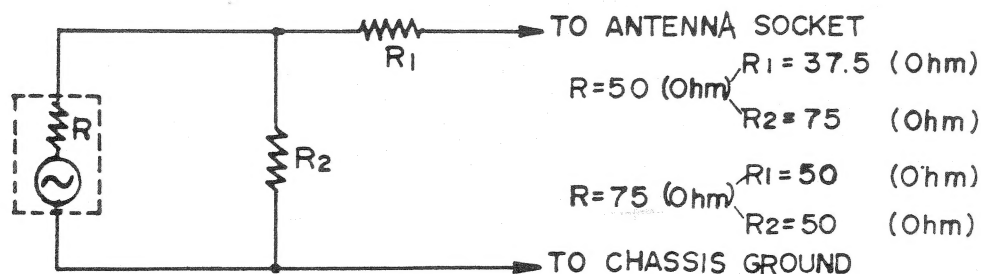 TO ANTENNA SOCKET
R1
R1 = 37.5 (Ohm)
R=50 (Ohm)
R2=75 (Ohm)
R
R2
R1=50 (Ohm)
R=75 (Ohm)
R2=50 (Ohm)
TO CHASSIS GROUND